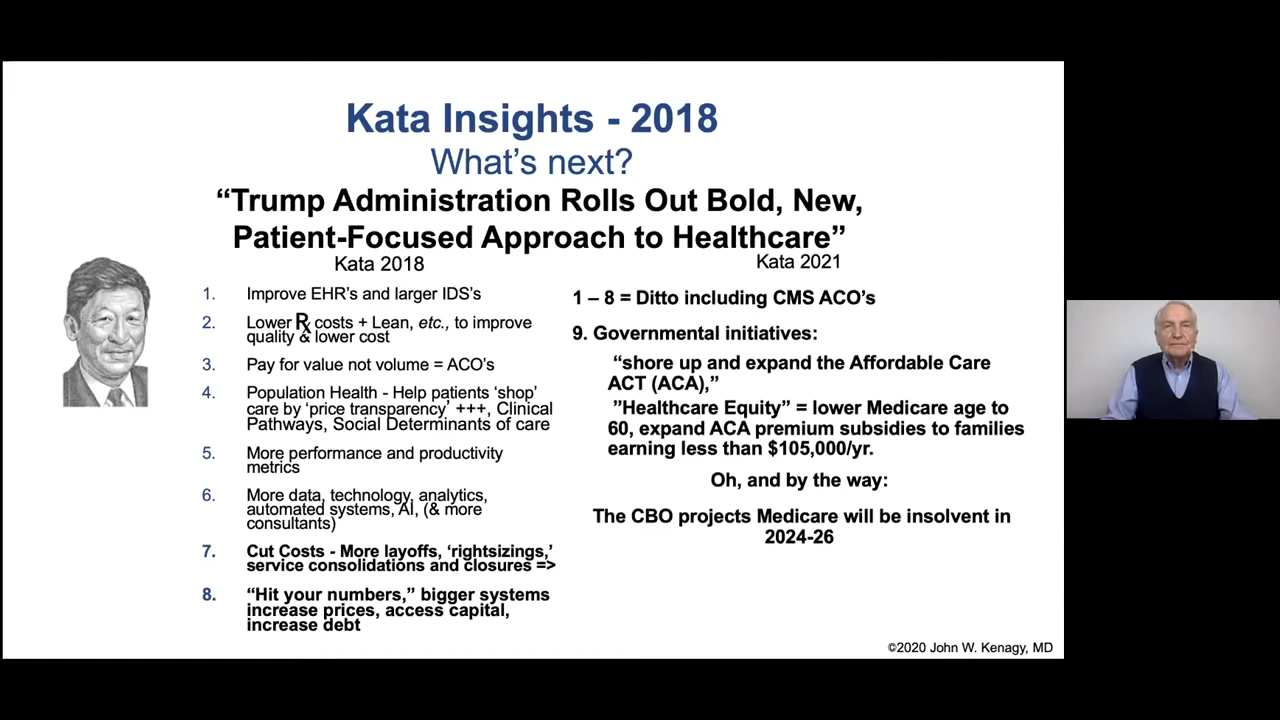 Kata Insights - 2018
What's next?
“Trump Administration Rolls Out Bold, New,
Patient-Focused Approach to Healthcare”
Kata 2018
1. Improve EHR's and larger IDS's
2. Lower ℞ costs + Lean, etc., to improve
quality & lower cost
3. Pay for value not volume = ACO's
4. Population Health - Help patients ‘shop’
care by ‘price transparency’ +++, Clinical
Pathways, Social Determinants of care
5. More performance and productivity
metrics
6. More data, technology, analytics,
automated systems, AI, (& more
consultants)
7. Cut Costs - More layoffs, ‘rightsizings,’
service consolidations and closures =>
8. “Hit your numbers,” bigger systems
increase prices, access capital,
increase debt
Kata 2021
1 – 8 = Ditto including CMS ACO's
9. Governmental initiatives:
“shore up and expand the Affordable Care
ACT (ACA),”
”Healthcare Equity” = lower Medicare age to
60, expand ACA premium subsidies to families
earning less than $105,000/yr.
Oh, and by the way:
The CBO projects Medicare will be insolvent in
2024-26
©2020 John W. Kenagy, MD